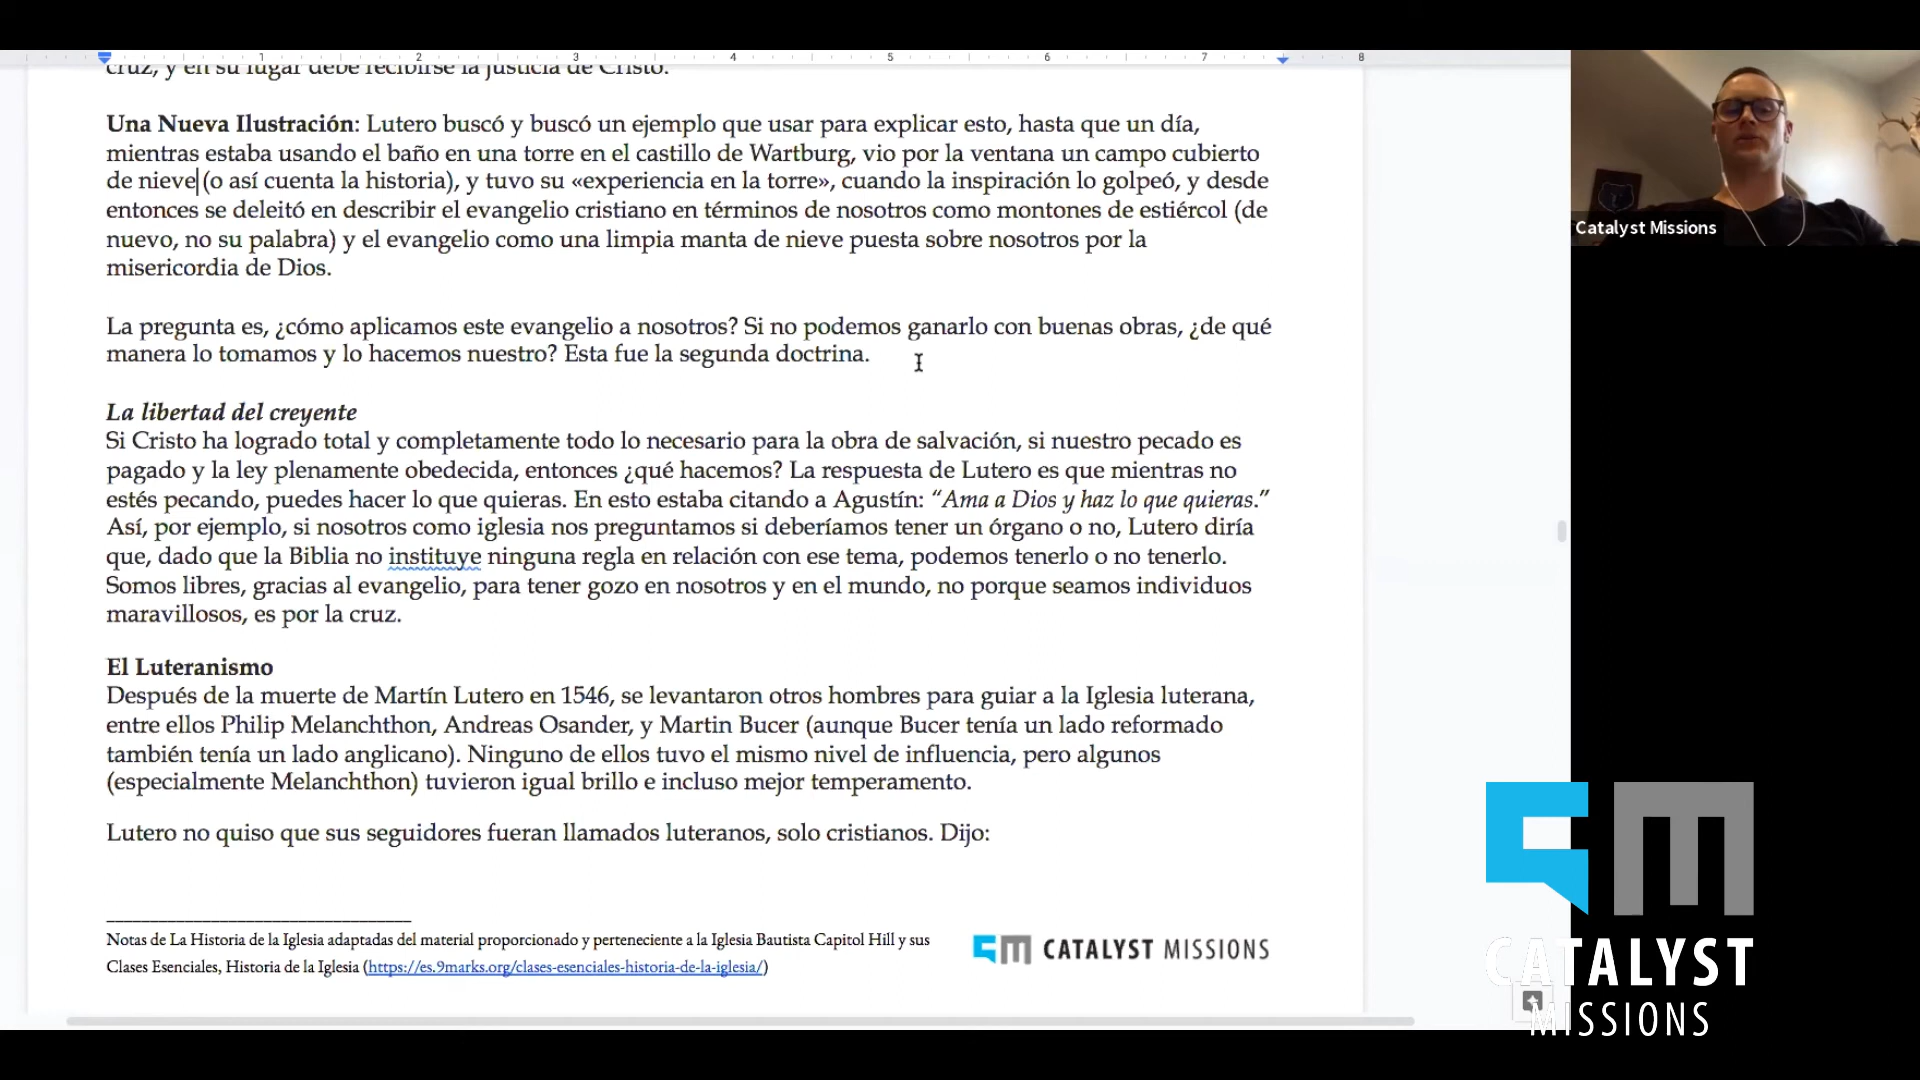 1 2 3 4 5 6 7 8
cruz, y en su lugar debe recibirse la justicia de Cristo.
Una Nueva Ilustración: Lutero buscó y buscó un ejemplo que usar para explicar esto, hasta que un día,
mientras estaba usando el baño en una torre en el castillo de Wartburg, vio por la ventana un campo cubierto
de nieve (o así cuenta la historia), y tuvo su «experiencia en la torre», cuando la inspiración lo golpeó, y desde
entonces se deleitó en describir el evangelio cristiano en términos de nosotros como montones de estiércol (de
nuevo, no su palabra) y el evangelio como una limpia manta de nieve puesta sobre nosotros por la
misericordia de Dios.
La pregunta es, ¿cómo aplicamos este evangelio a nosotros? Si no podemos ganarlo con buenas obras, ¿de qué
manera lo tomamos y lo hacemos nuestro? Esta fue la segunda doctrina.
La libertad del creyente
Si Cristo ha logrado total y completamente todo lo necesario para la obra de salvación, si nuestro pecado es
pagado y la ley plenamente obedecida, entonces ¿qué hacemos? La respuesta de Lutero es que mientras no
estés pecando, puedes hacer lo que quieras. En esto estaba citando a Agustín: “Ama a Dios y haz lo que quieras.”
Así, por ejemplo, si nosotros como iglesia nos preguntamos si deberíamos tener un órgano o no, Lutero diría
que, dado que la Biblia no instituye ninguna regla en relación con ese tema, podemos tenerlo o no tenerlo.
Somos libres, gracias al evangelio, para tener gozo en nosotros y en el mundo, no porque seamos individuos
maravillosos, es por la cruz.
El Luteranismo
Después de la muerte de Martín Lutero en 1546, se levantaron otros hombres para guiar a la Iglesia luterana,
entre ellos Philip Melanchthon, Andreas Osander, y Martin Bucer (aunque Bucer tenía un lado reformado
también tenía un lado anglicano). Ninguno de ellos tuvo el mismo nivel de influencia, pero algunos
(especialmente Melanchthon) tuvieron igual brillo e incluso mejor temperamento.
Lutero no quiso que sus seguidores fueran llamados luteranos, solo cristianos. Dijo:
Notas de La Historia de la Iglesia adaptadas del material proporcionado y perteneciente a la Iglesia Bautista Capitol Hill y sus
Clases Esenciales, Historia de la Iglesia (https://es.9marks.org/clases-esenciales-historia-de-la-iglesia/)
CATALYST MISSIONS
Catalyst Missions
CATALYST
MISSIONS